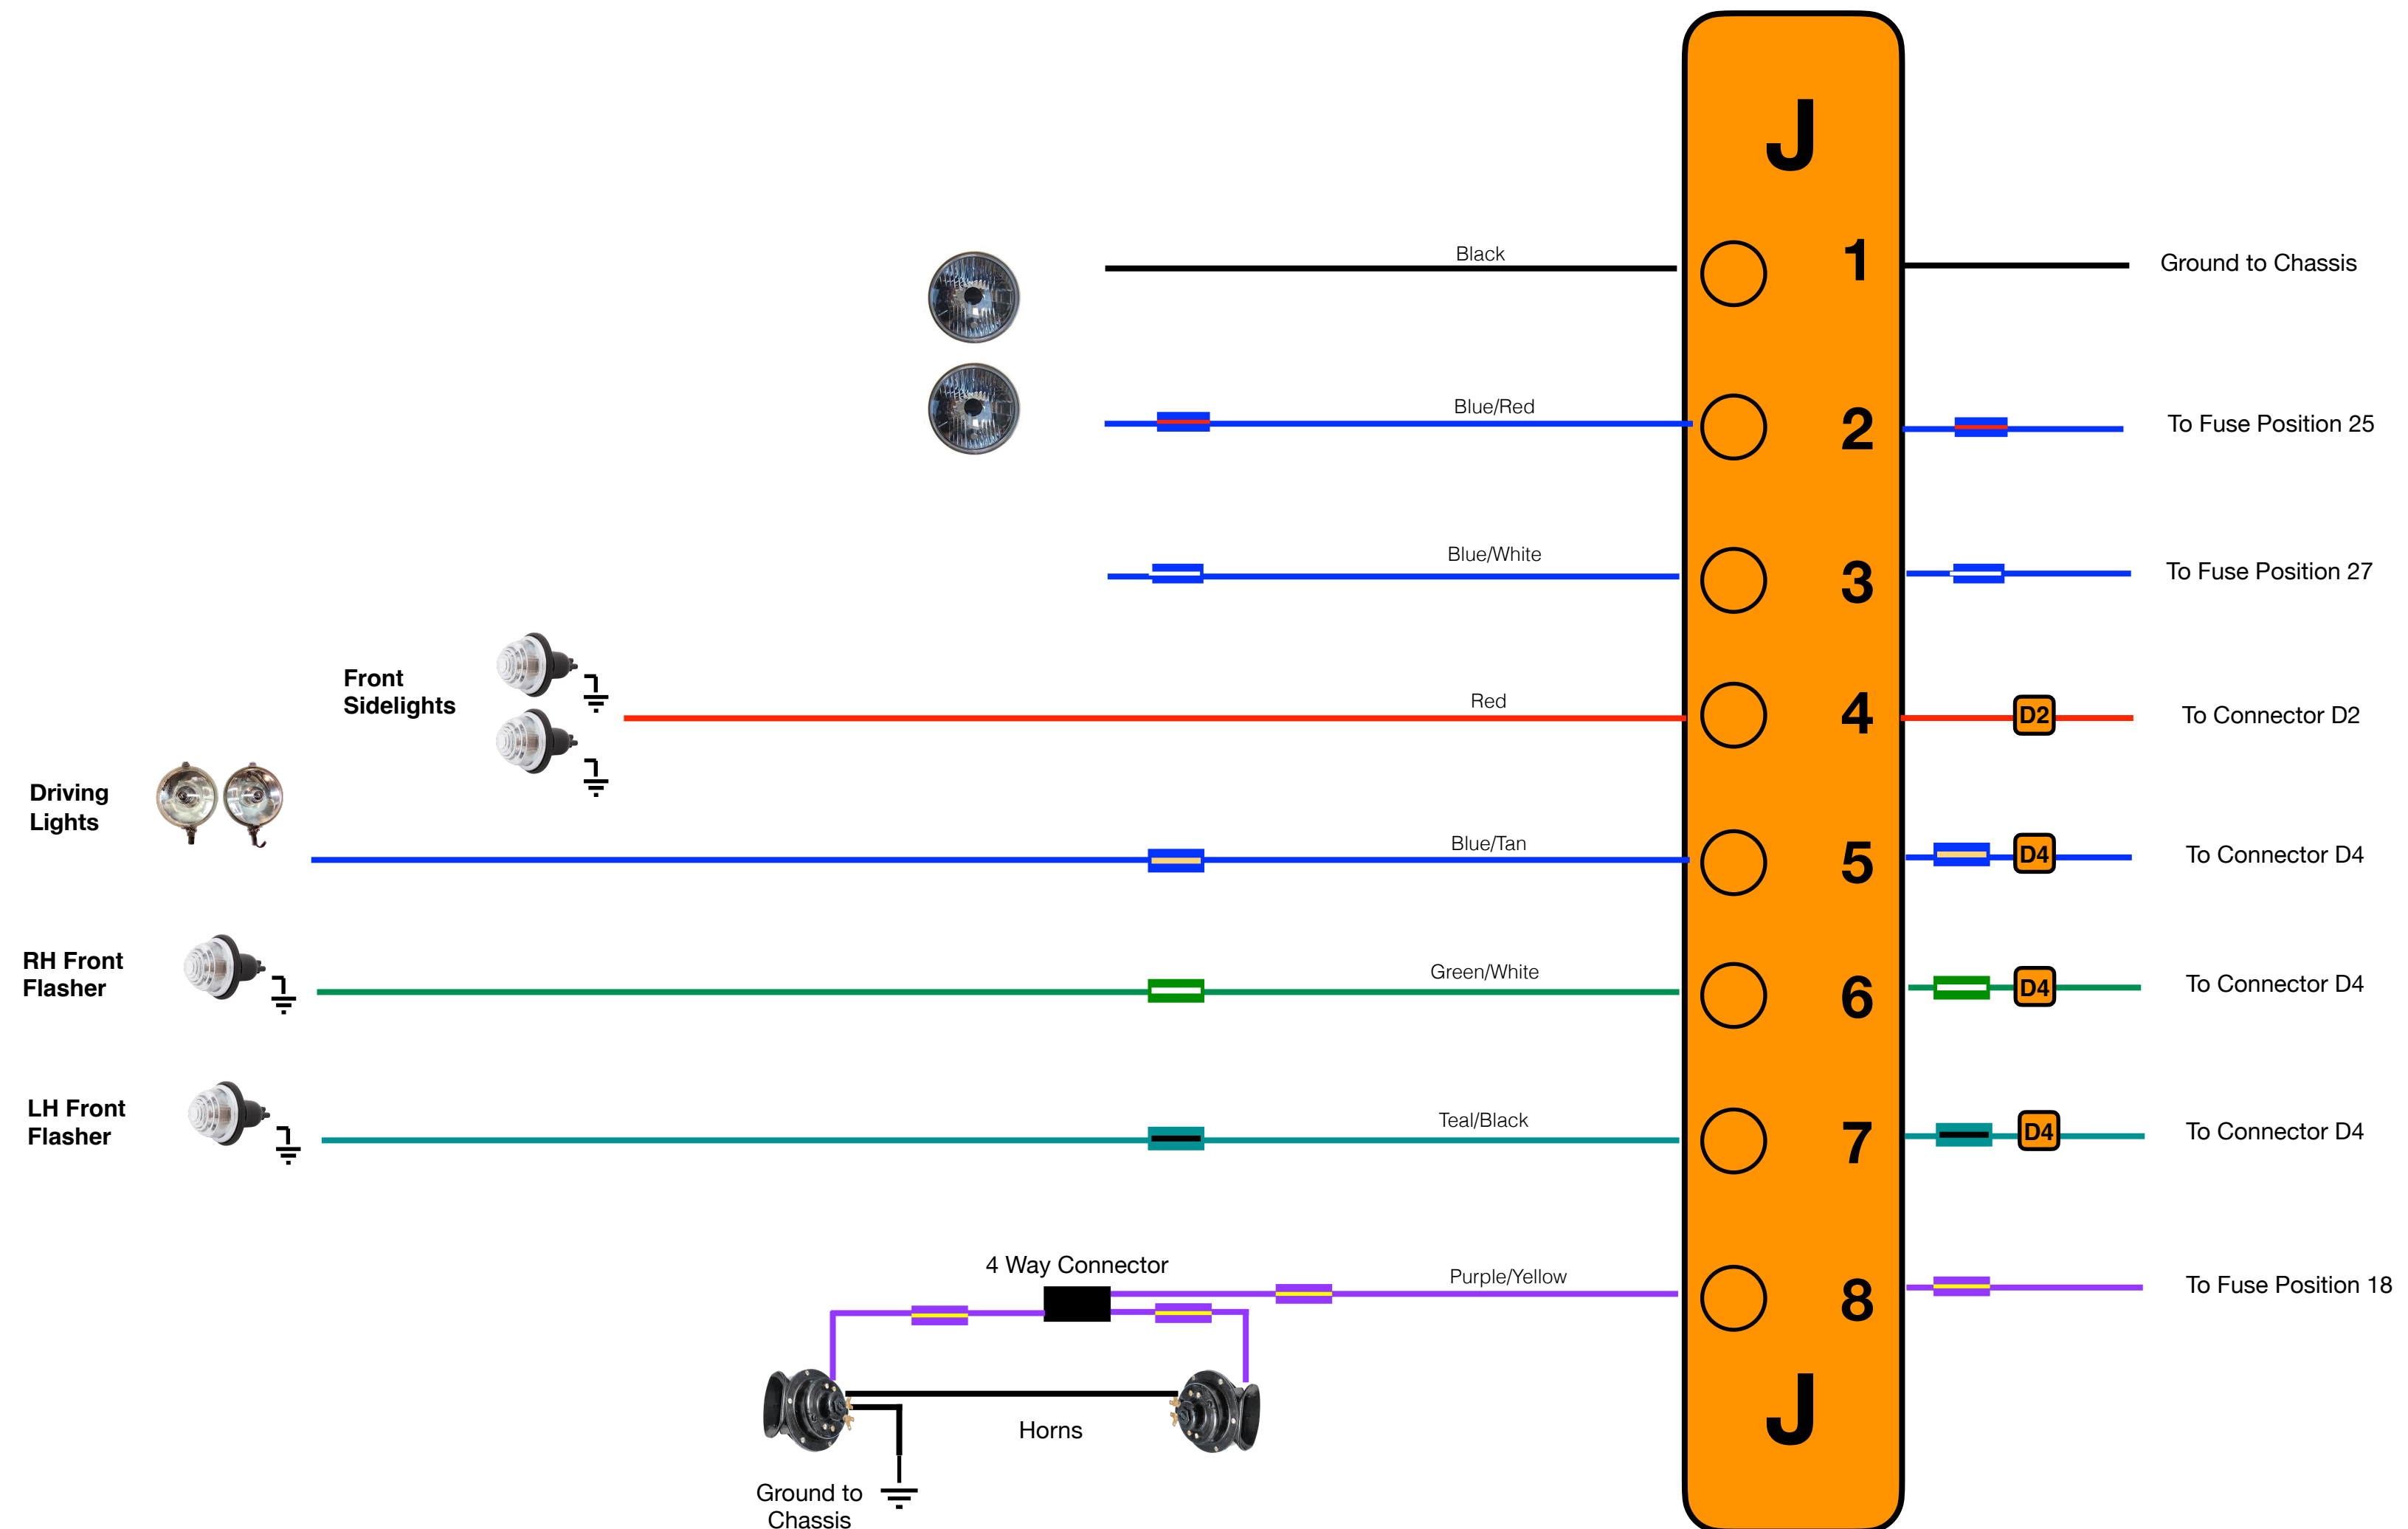 J
Black
1
Ground to Chassis
Blue/Red
2
To Fuse Position 25
Blue/White
3
To Fuse Position 27
Front
Sidelights
Red
4
D2
To Connector D2
Driving
Lights
Blue/Tan
5
D4
To Connector D4
RH Front
Flasher
Green/White
6
D4
To Connector D4
LH Front
Flasher
Teal/Black
7
D4
To Connector D4
4 Way Connector
Purple/Yellow
8
To Fuse Position 18
Horns
J
Ground to
Chassis